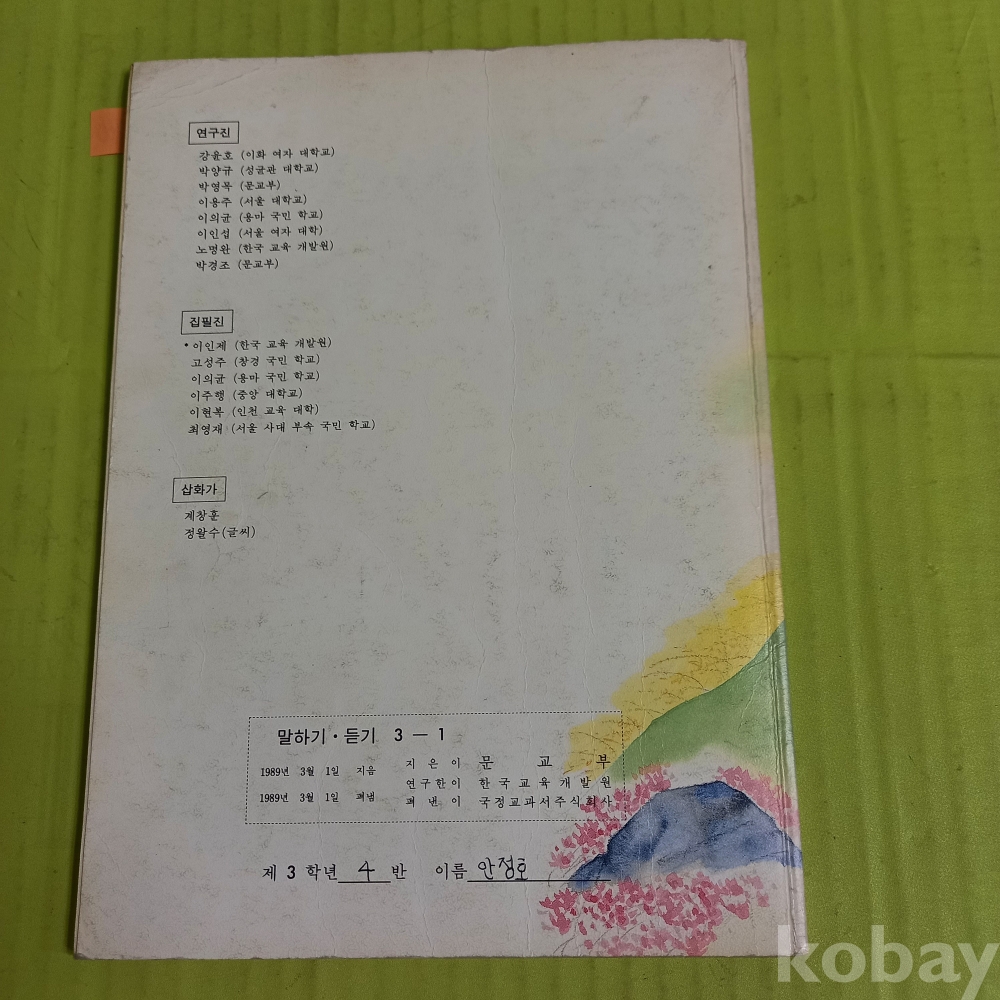 연구진
강윤호 (이화 여자 대학교)
박양규 (성균관 대학교)
박영목 (문교부)
이용주 (서울 대학교)
이의균 (용마 국민 학교)
이인섭 (서울 여자 대학)
노명완 (한국 교육 개발원)
박경조 (문교부)
집필진
• 이인제 (한국 교육 개발원)
고성주 (창경 국민 학교)
이의균 (용마 국민 학교)
이주행 (중앙 대학교)
이현복 (인천 교육 대학)
최영재 (서울 사대 부속 국민 학교)
삽화가
계창훈
정왈수(글씨)
말하기・듣기 3 — 1
1989년 3월 1일 지음 지은이 문교부
연구한이 한국교육개발원
1989년 3월 1일 펴냄 펴낸이 국정교과서주식회사
제 3 학년 4 반 이름 안정호
kobay